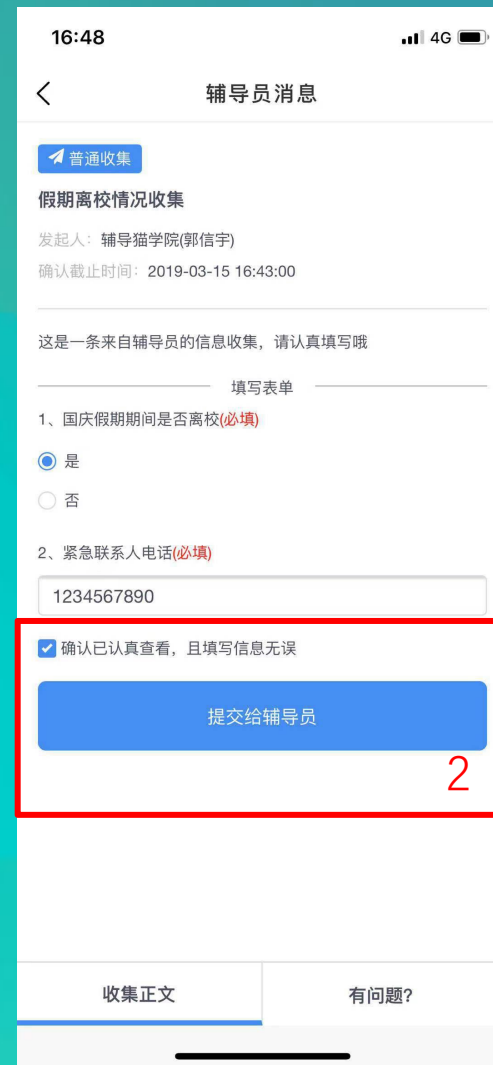 16:48
4G
辅导员消息
普通收集
假期离校情况收集
发起人：辅导猫学院(郭信宇)
确认截止时间：2019-03-15 16:43:00
这是一条来自辅导员的信息收集，请认真填写哦
填写表单
1、国庆假期期间是否离校(必填)
是
否
2、紧急联系人电话(必填)
1234567890
确认已认真查看，且填写信息无误
提交给辅导员
2
收集正文
有问题?